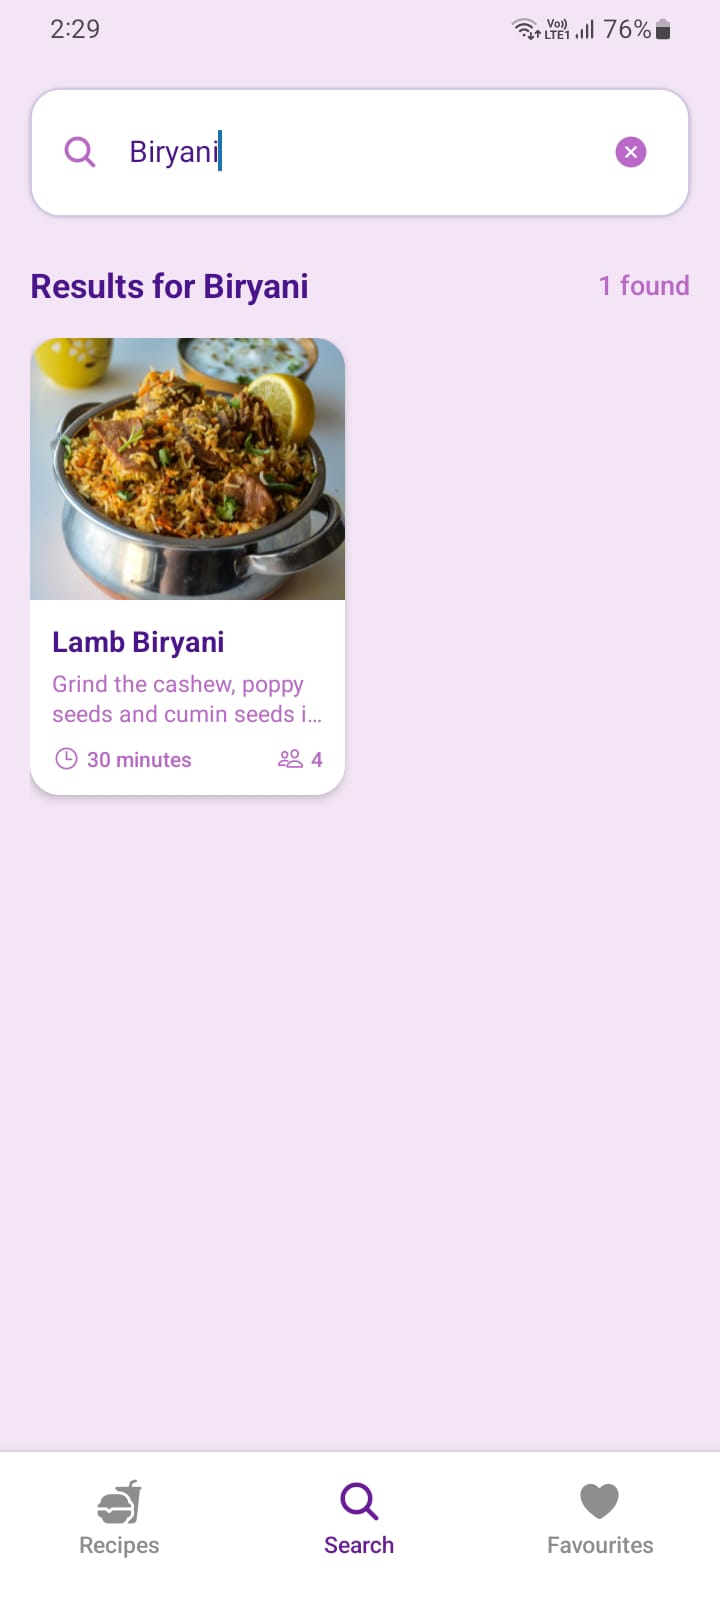 2:29
Vo)) LTE1 76%
Biryani
Results for Biryani
1 found
Lamb Biryani
Grind the cashew, poppy
seeds and cumin seeds i...
30 minutes
4
Recipes
Search
Favourites